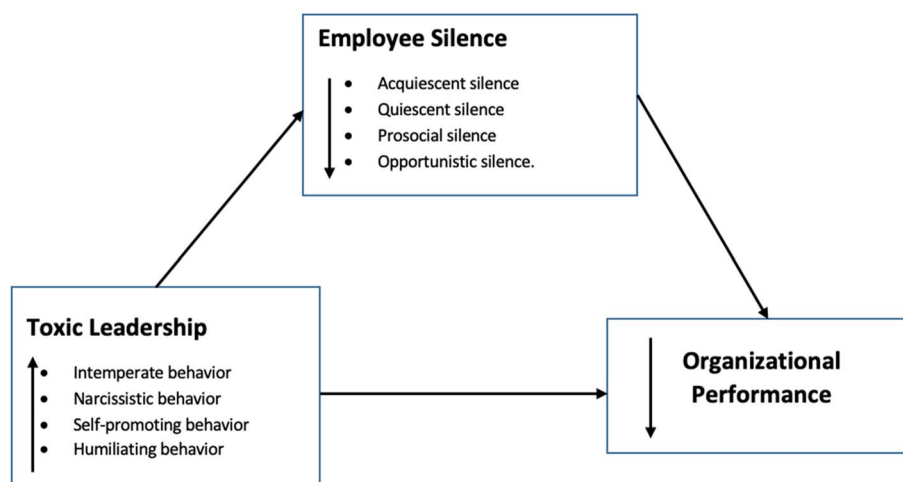 Employee Silence
• Acquiescent silence
• Quiescent silence
• Prosocial silence
• Opportunistic silence.
Toxic Leadership
• Intemperate behavior
• Narcissistic behavior
• Self-promoting behavior
• Humiliating behavior
Organizational
Performance